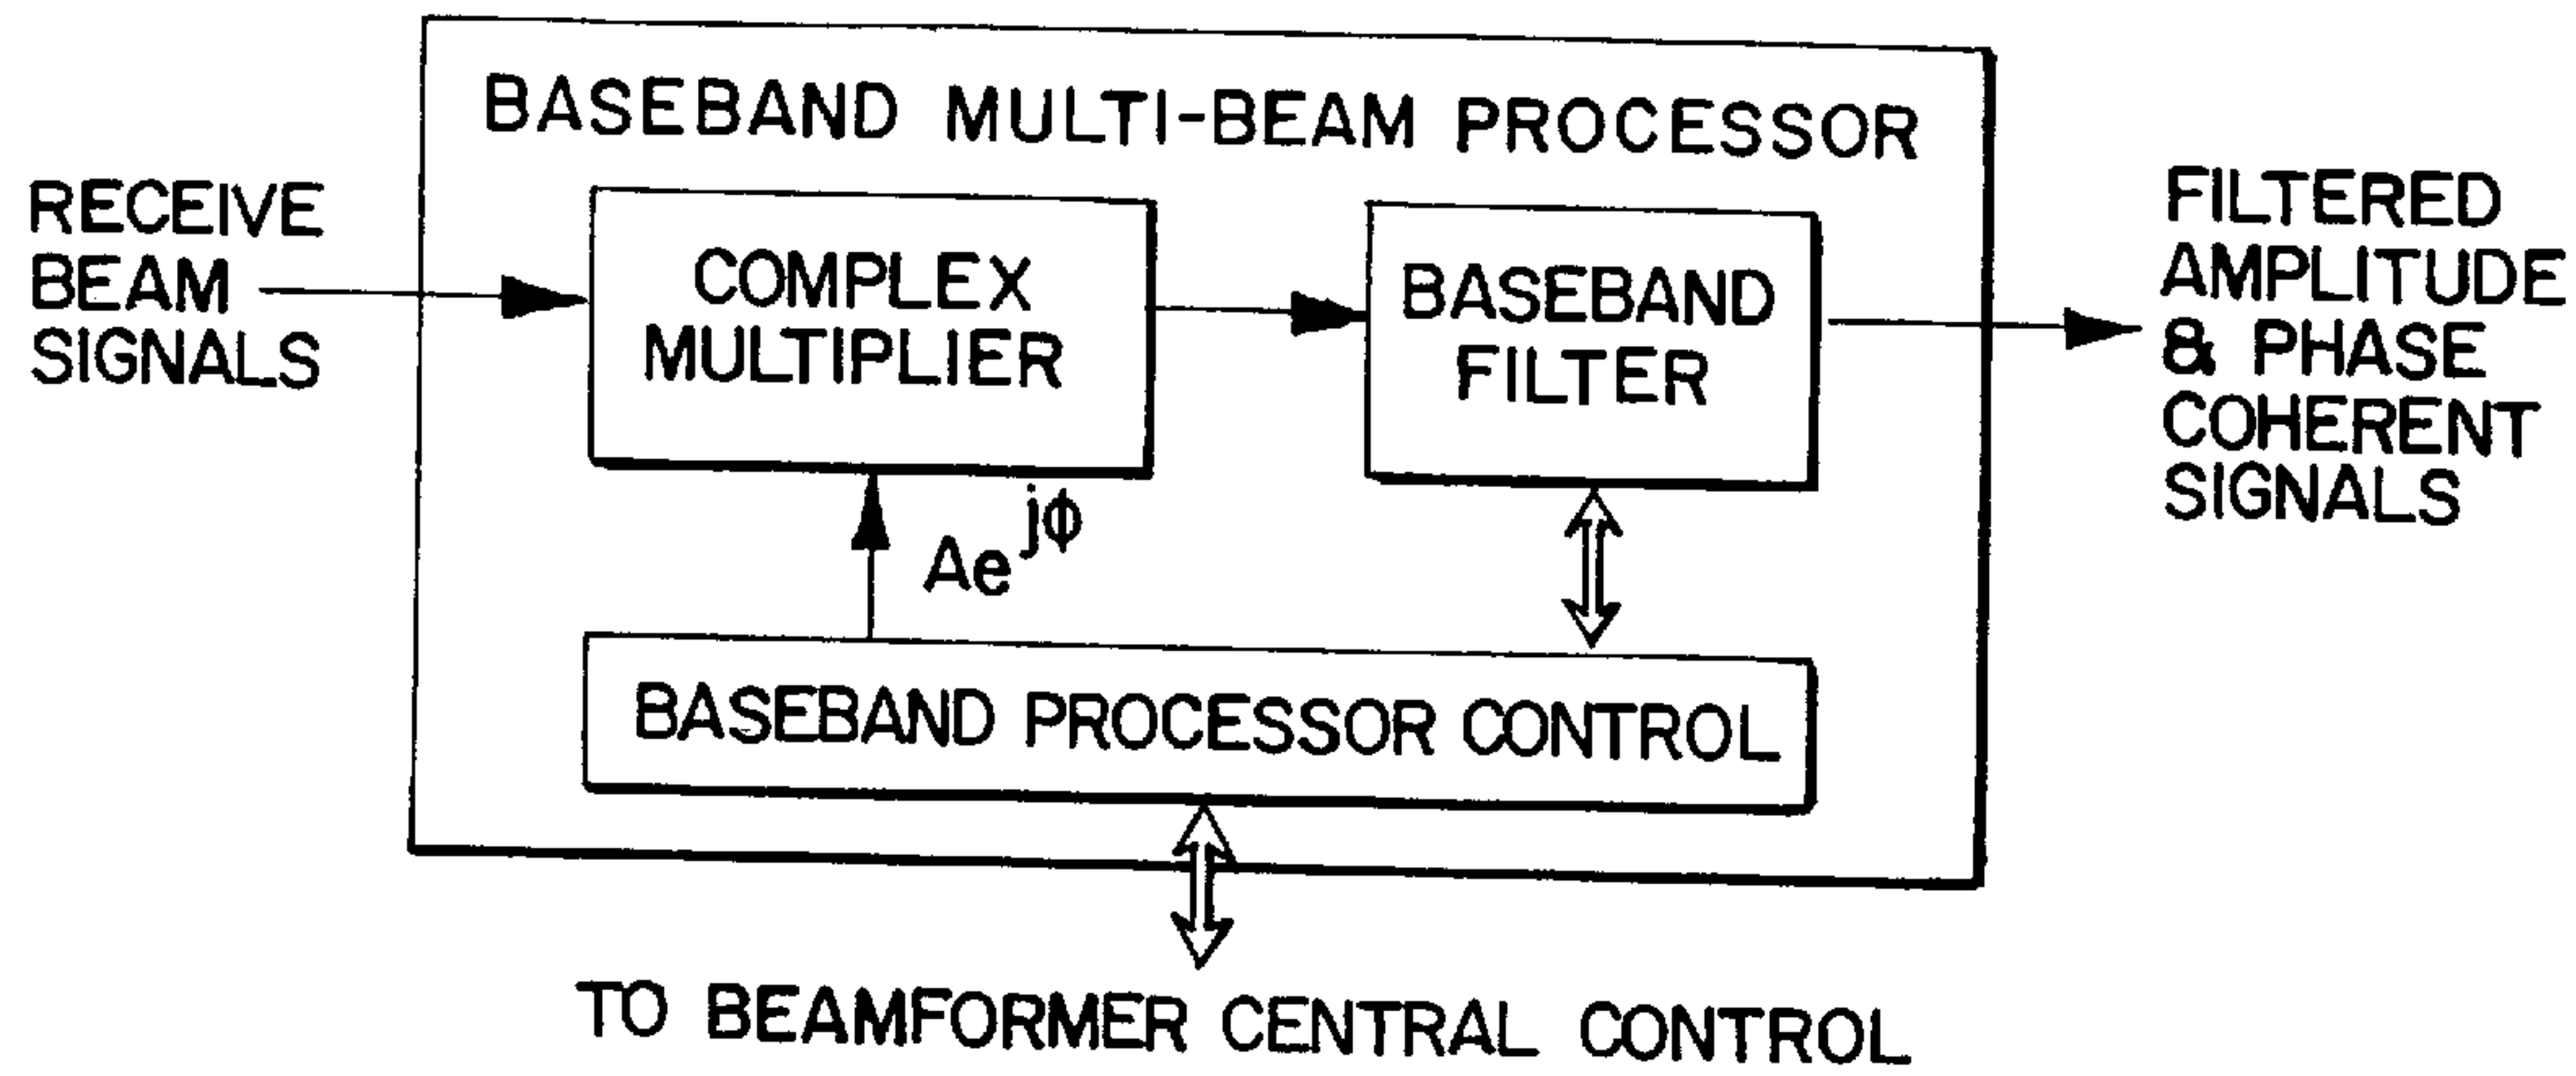 BASEBAND MULTI-BEAM PROCESSOR
RECEIVE
BEAM
SIGNALS
COMPLEX
MULTIPLIER
BASEBAND
FILTER
FILTERED
AMPLITUDE
& PHASE
COHERENT
SIGNALS
Ae^jϕ
BASEBAND PROCESSOR CONTROL
TO BEAMFORMER CENTRAL CONTROL